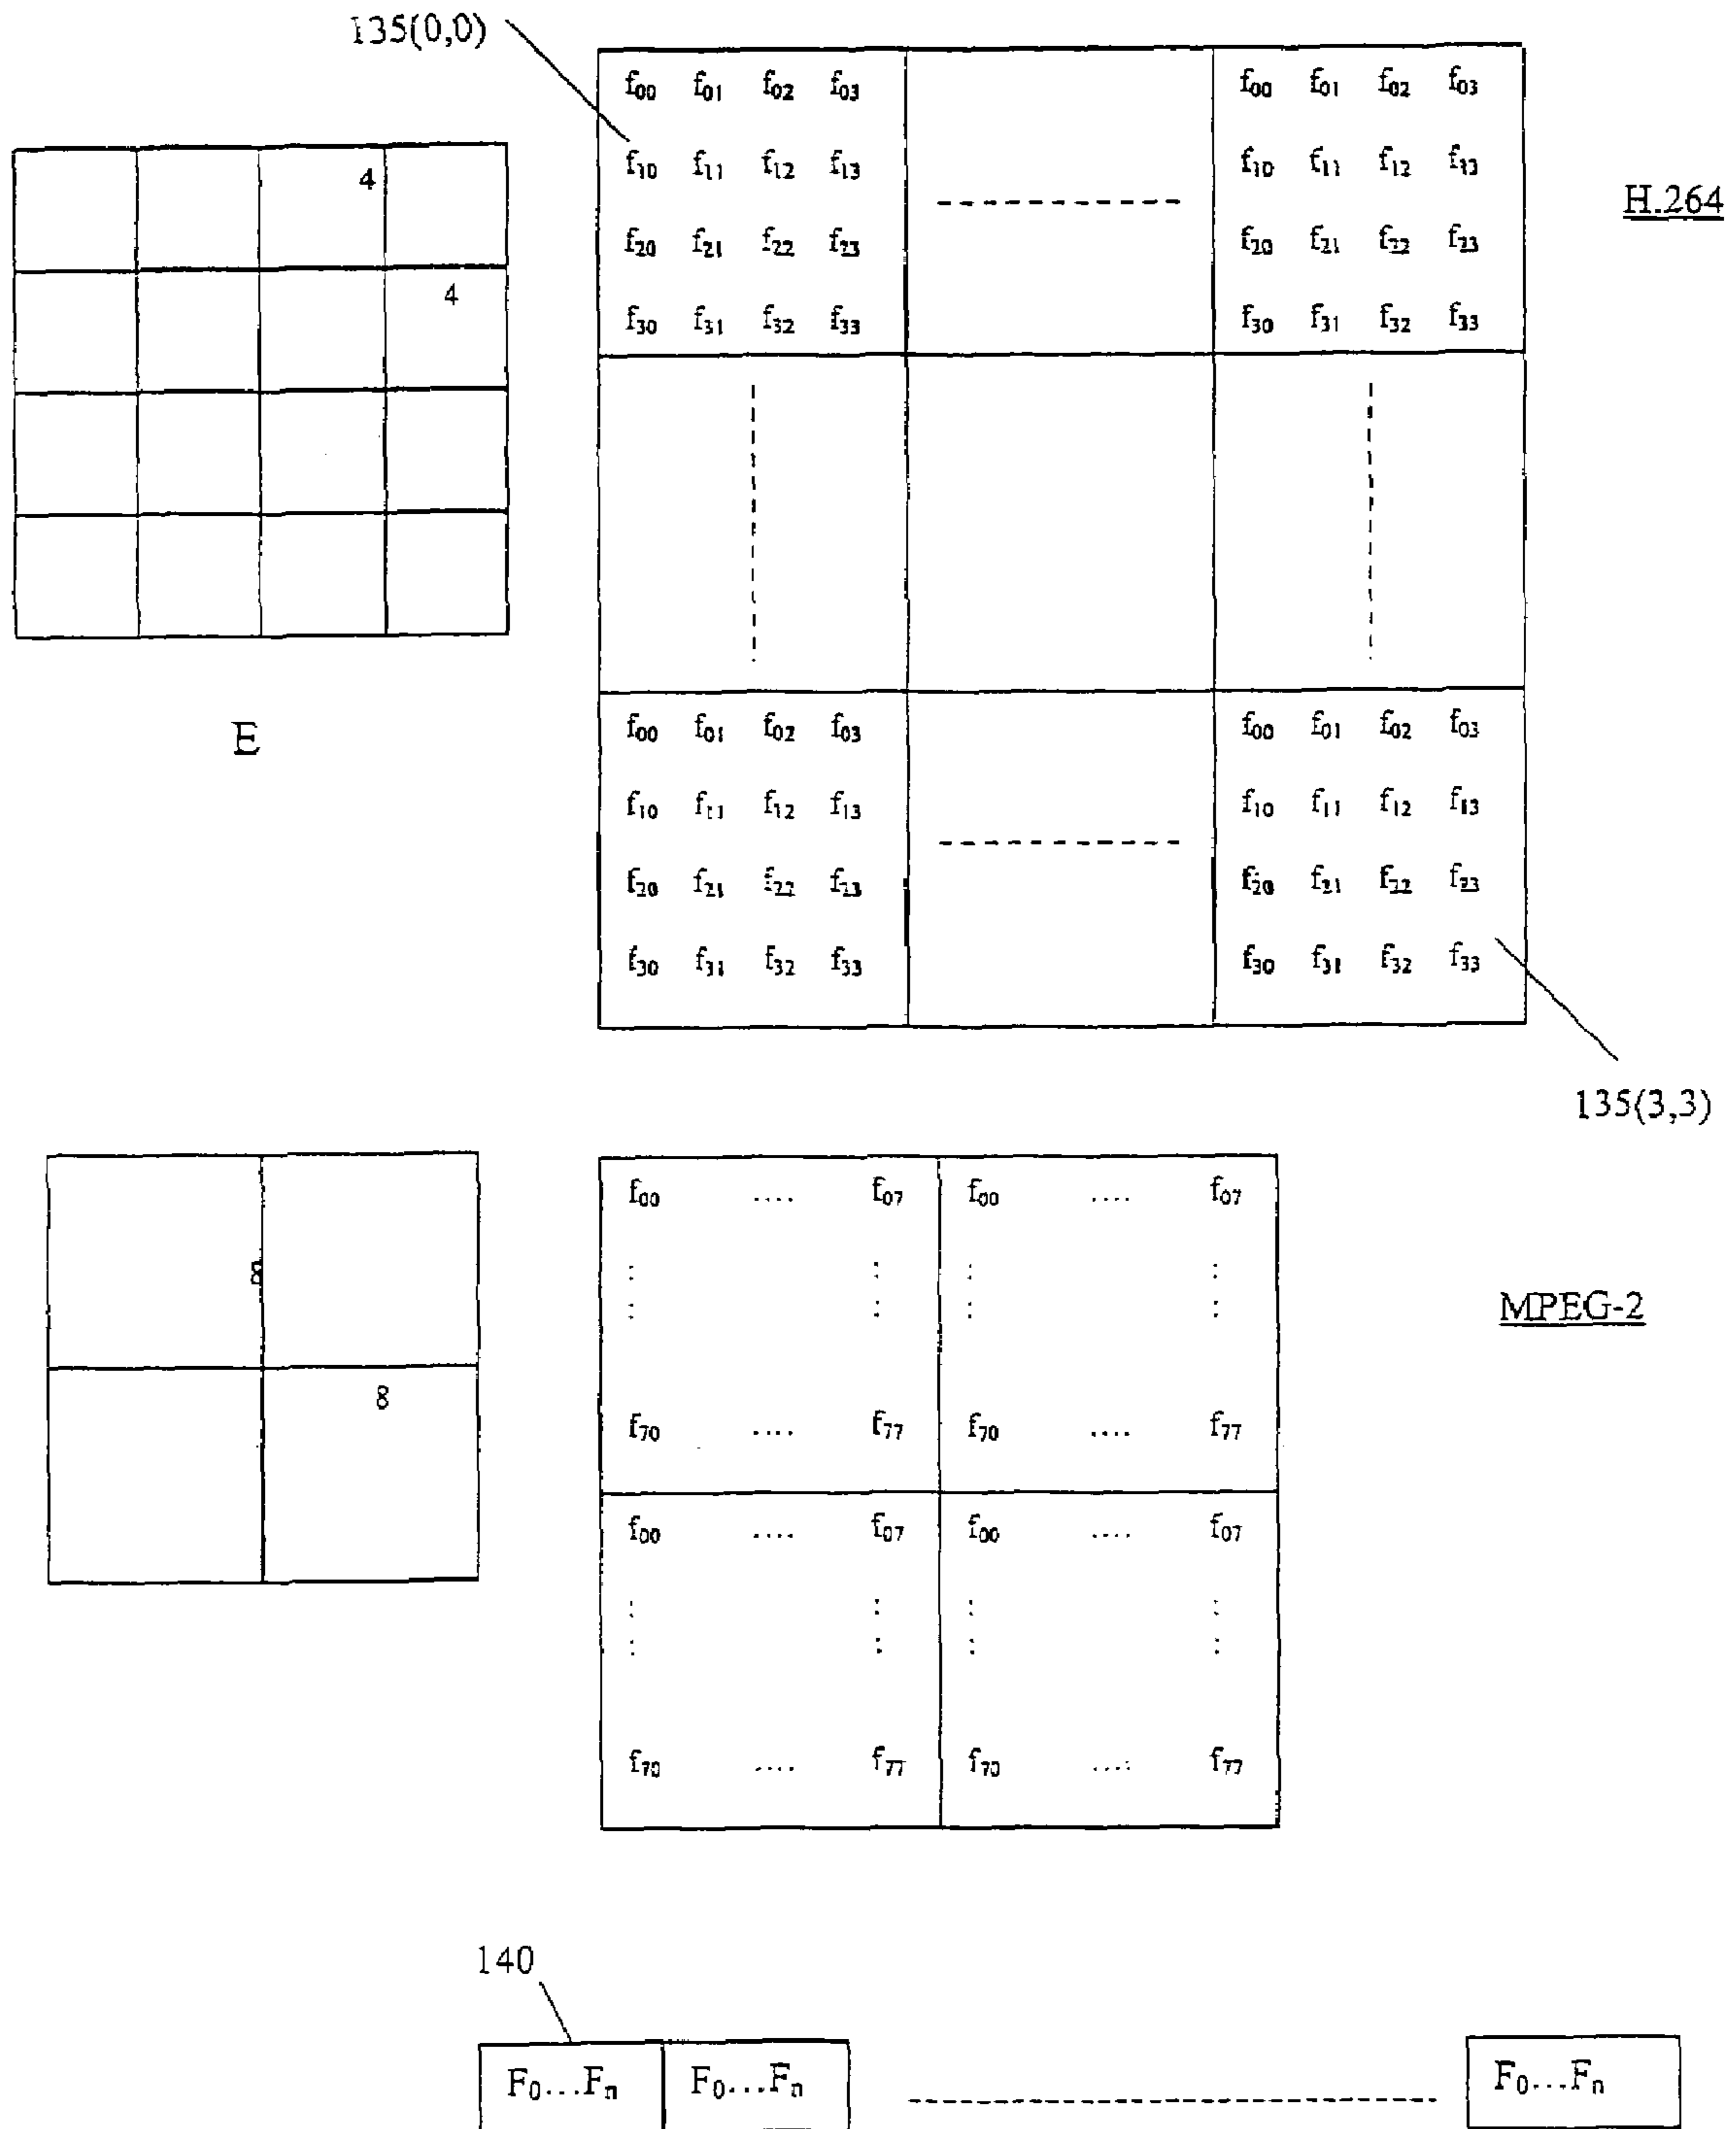 135(0,0)
f00 f01 f02 f03 f00 f01 f02 f03
4
f10 f11 f12 f13 f10 f11 f12 f13
H.264
f20 f21 f22 f23 f20 f21 f22 f23
4
f30 f31 f32 f33 f30 f31 f32 f33
f00 f01 f02 f03 f00 f01 f02 f03
E
f10 f11 f12 f13 f10 f11 f12 f13
f20 f21 f22 f23 f20 f21 f22 f23
f30 f31 f32 f33 f30 f31 f32 f33
135(3,3)
f00 .... f07 f00 .... f07
8
MPEG-2
8
f70 .... f77 f70 .... f77
f00 .... f07 f00 .... f07
f70 .... f77 f70 .... f77
140
F0...Fn F0...Fn F0...Fn